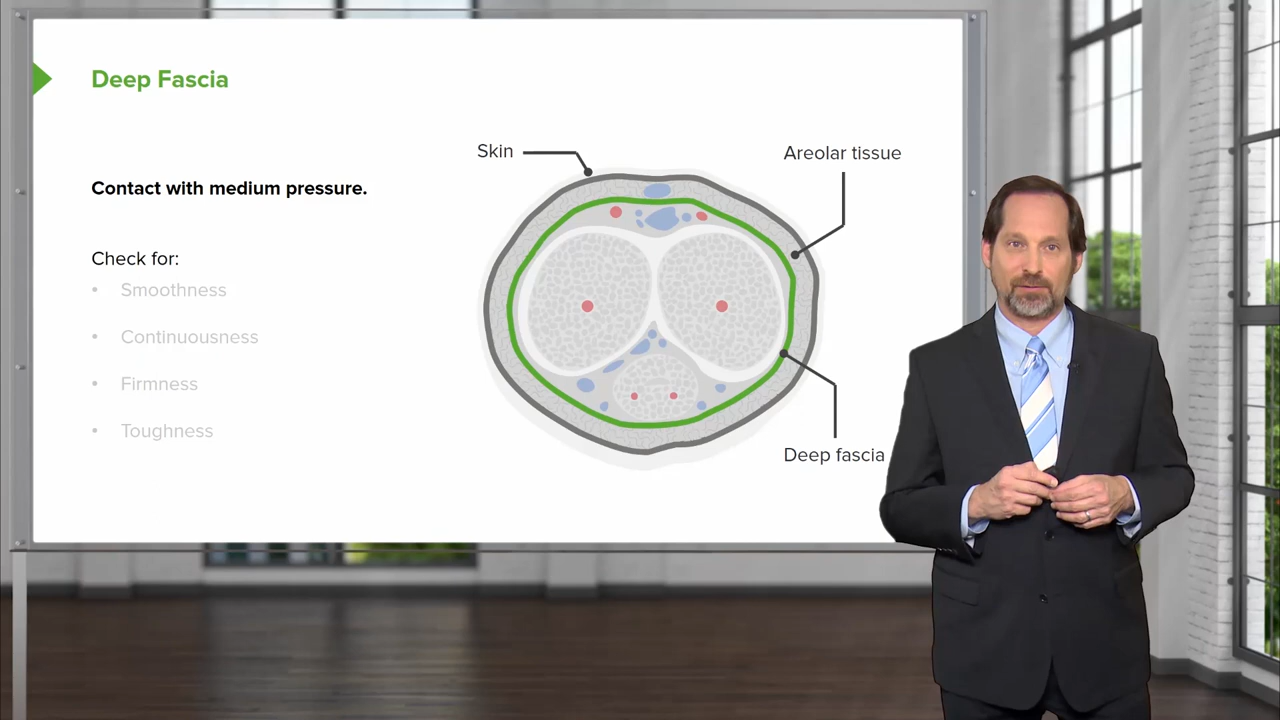 Deep Fascia
Skin
Areolar tissue
Contact with medium pressure.
Check for:
• Smoothness
• Continuousness
• Firmness
• Toughness
Deep fascia